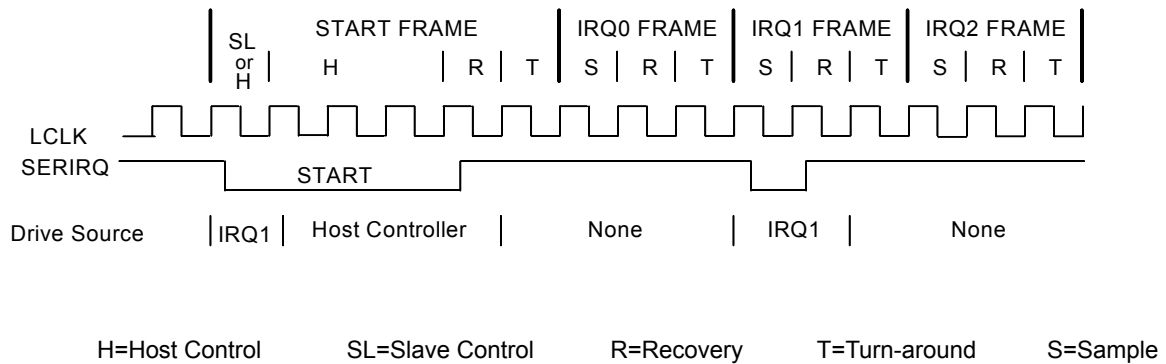 START FRAME IRQ0 FRAME IRQ1 FRAME IRQ2 FRAME
SL or H H R T S R T S R T S R T
LCLK
SERIRQ START
Drive Source IRQ1 Host Controller None IRQ1 None
H=Host Control SL=Slave Control R=Recovery T=Turn-around S=Sample